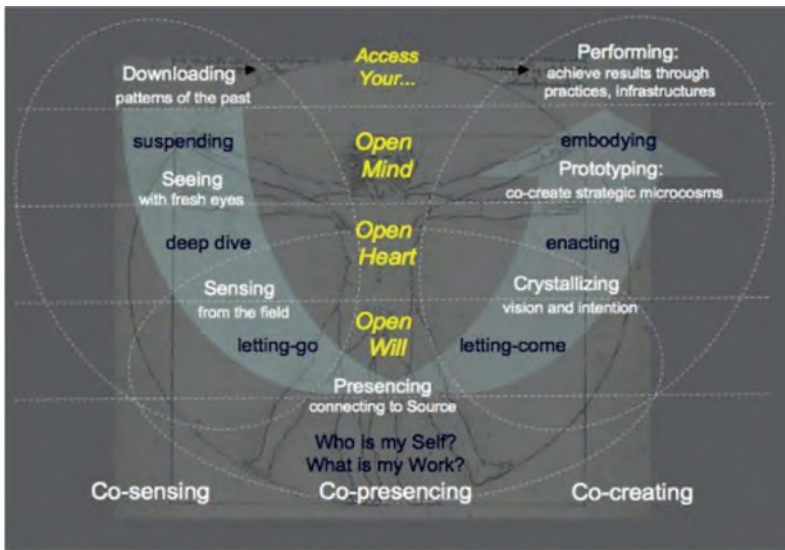 Access
Your...
Downloading
patterns of the past
Performing:
achieve results through
practices, infrastructures
suspending
Open
Mind
embodying
Seeing
with fresh eyes
Prototyping:
co-create strategic microcosms
deep dive
Open
Heart
enacting
Sensing
from the field
Crystallizing
vision and intention
letting-go
Open
Will
letting-come
Presencing
connecting to Source
Who is my Self?
What is my Work?
Co-sensing
Co-presencing
Co-creating